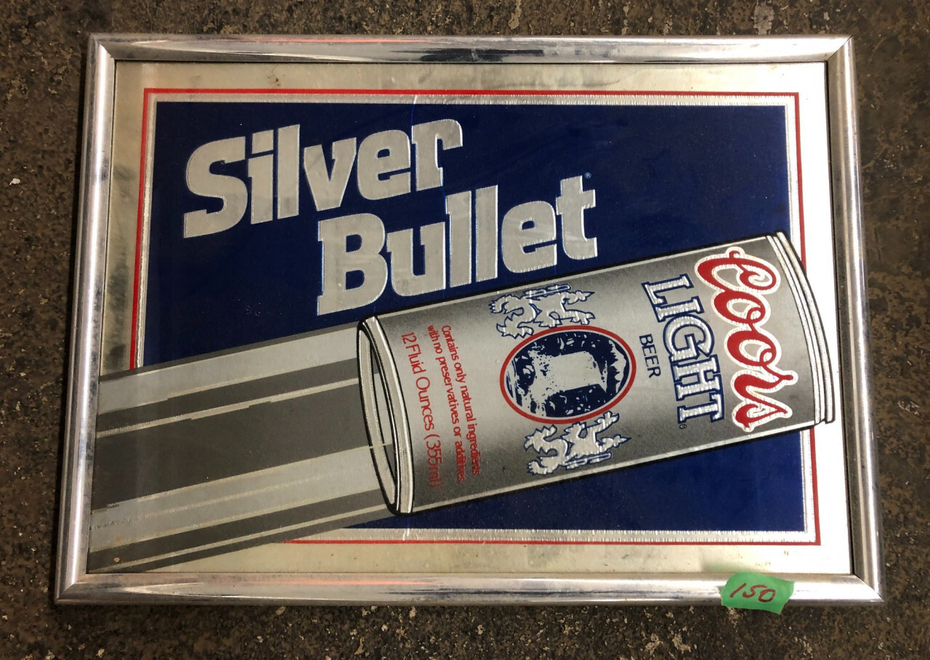 Silver
Bullet®
Coors
LIGHT®
BEER
Contains only natural ingredients
with no preservatives or additives
12 Fluid Ounces (355ml)
150